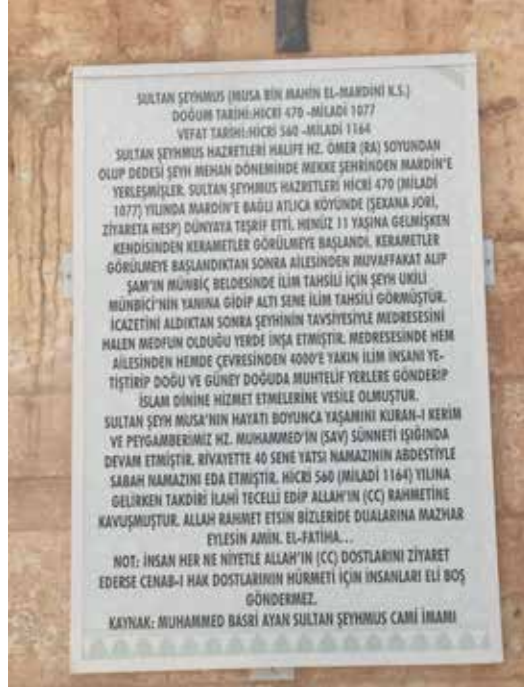 SULTAN ŞEYHMUS (MUSA BİN MAHİN EL-MARDİNİ K.S.)
DOĞUM TARİHİ:HİCRİ 470 -MİLADİ 1077
VEFAT TARİHİ:HİCRİ 560 -MİLADİ 1164
SULTAN ŞEYHMUS HAZRETLERİ HALİFE HZ. ÖMER (RA) SOYUNDAN
OLUP DEDESİ ŞEYH MEHAN DÖNEMİNDE MEKKE ŞEHRİNDEN MARDİN'E
YERLEŞMİŞLER. SULTAN ŞEYHMUS HAZRETLERİ HİCRİ 470 (MİLADİ
1077) YILINDA MARDİN'E BAĞLI ATLICA KÖYÜNDE (ŞEXANA JORİ,
ZİYARETA HESP) DÜNYAYA TEŞRİF ETTİ. HENÜZ 11 YAŞINA GELMİŞKEN
KENDİSİNDEN KERAMETLER GÖRÜLMEYE BAŞLANDI. KERAMETLER
GÖRÜLMEYE BAŞLANDIKTAN SONRA AİLESİNDEN MUVAFFAKAT ALIP
ŞAM'IN MÜNBİÇ BELDESİNDE İLİM TAHSİLİ İÇİN ŞEYH UKİLİ
MÜNBİCİ'NİN YANINA GİDİP ALTI SENE İLİM TAHSİLİ GÖRMÜŞTÜR.
İCAZETİNİ ALDIKTAN SONRA ŞEYHİNİN TAVSİYESİYLE MEDRESESİNİ
HALEN MEDFUN OLDUĞU YERDE İNŞA ETMİŞTİR. MEDRESESİNDE HEM
AİLESİNDEN HEMDE ÇEVRESİNDEN 4000'E YAKIN İLİM İNSANI YE-
TİŞTİRİP DOĞU VE GÜNEY DOĞUDA MUHTELİF YERLERE GÖNDERİP
İSLAM DİNİNE HİZMET ETMELERİNE VESİLE OLMUŞTUR.
SULTAN ŞEYH MUSA'NIN HAYATI BOYUNCA YAŞAMINI KURAN-I KERİM
VE PEYGAMBERİMİZ HZ. MUHAMMED'İN (SAV) SÜNNETİ IŞIĞINDA
DEVAM ETMİŞTİR. RİVAYETTE 40 SENE YATSI NAMAZININ ABDESTİYLE
SABAH NAMAZINI EDA ETMİŞTİR. HİCRİ 560 (MİLADİ 1164) YILINA
GELİRKEN TAKDİRİ İLAHİ TECELLİ EDİP ALLAH'IN (CC) RAHMETİNE
KAVUŞMUŞTUR. ALLAH RAHMET ETSİN BİZLERİDE DUALARINA MAZHAR
EYLESİN AMİN. EL-FATİHA...
NOT: İNSAN HER NE NİYETLE ALLAH'IN (CC) DOSTLARINI ZİYARET
EDERSE CENAB-I HAK DOSTLARININ HÜRMETİ İÇİN İNSANLARI ELİ BOŞ
GÖNDERMEZ.
KAYNAK: MUHAMMED BASRİ AYAN SULTAN ŞEYHMUS CAMİ İMAMI